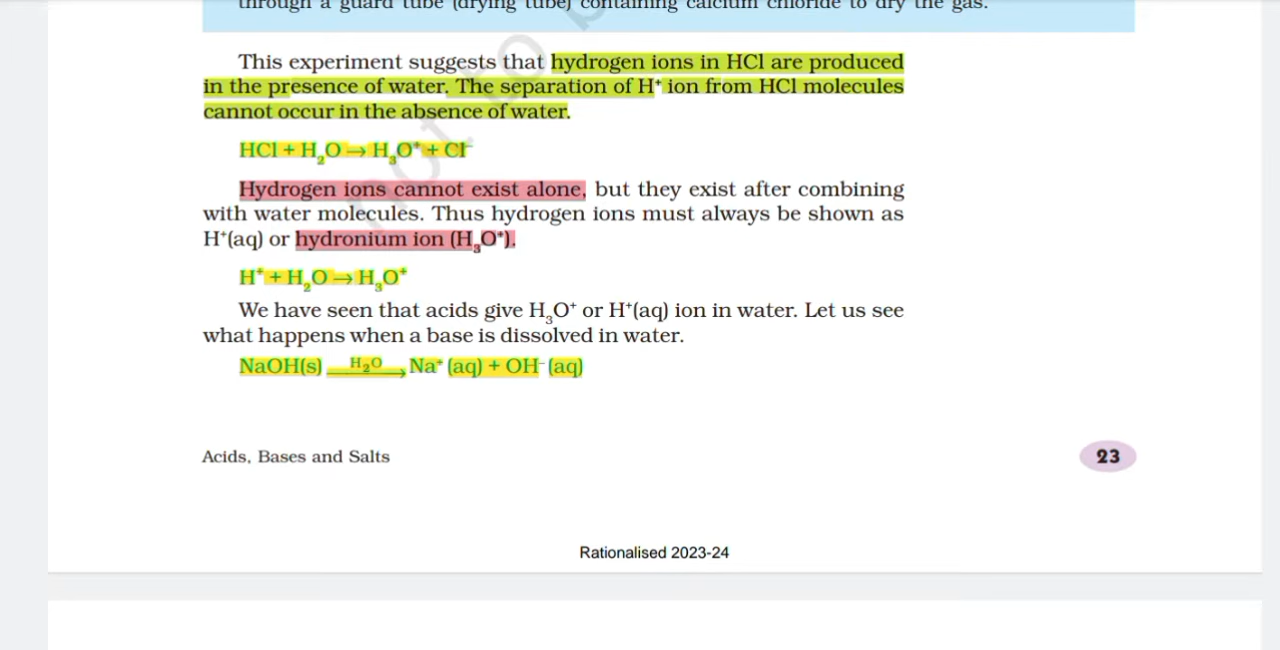 through a guard tube (drying tube) containing calcium chloride to dry the gas.
This experiment suggests that hydrogen ions in HCl are produced
in the presence of water. The separation of H⁺ ion from HCl molecules
cannot occur in the absence of water.
HCl + H₂O → H₃O⁺ + Cl⁻
Hydrogen ions cannot exist alone, but they exist after combining
with water molecules. Thus hydrogen ions must always be shown as
H⁺(aq) or hydronium ion (H₃O⁺).
H⁺ + H₂O → H₃O⁺
We have seen that acids give H₃O⁺ or H⁺(aq) ion in water. Let us see
what happens when a base is dissolved in water.
NaOH(s) H₂O→ Na⁺ (aq) + OH⁻ (aq)
Acids, Bases and Salts
23
Rationalised 2023-24
not to b